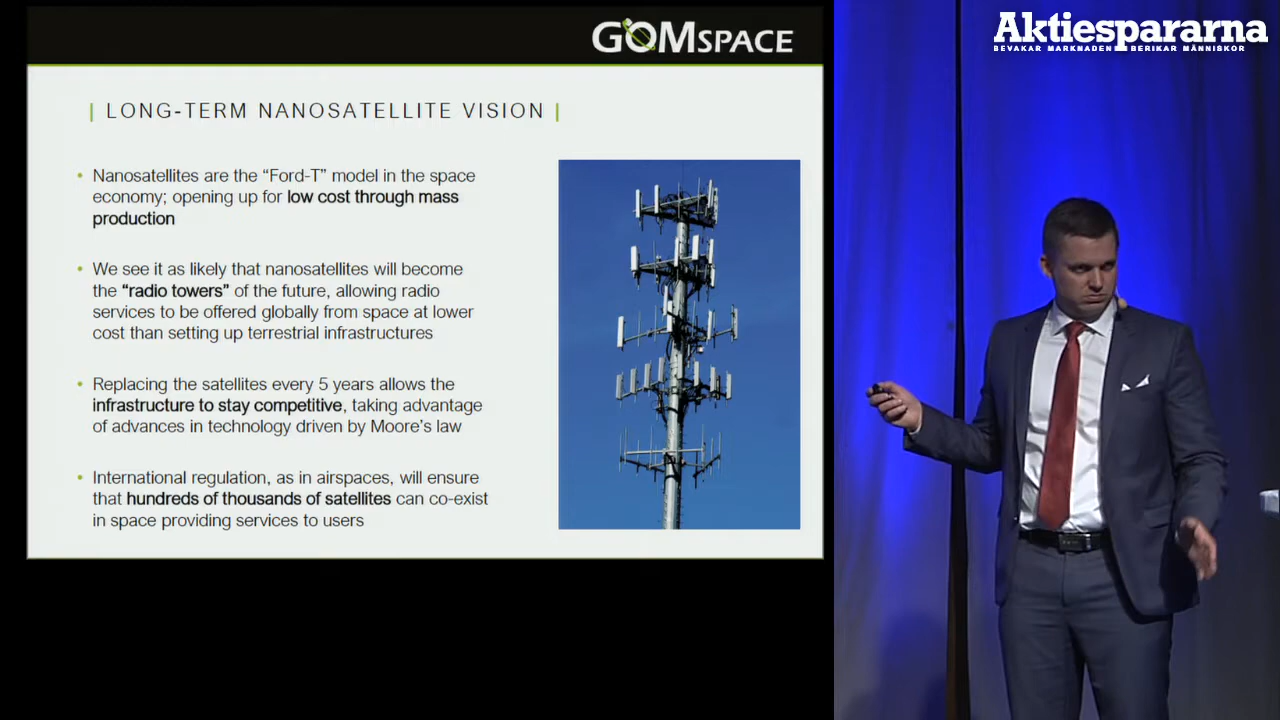 GOMSPACE
Aktiespararna
BEVAKAR MARKNADEN BERIKAR MÄNNISKOR
| LONG-TERM NANOSATELLITE VISION |
• Nanosatellites are the “Ford-T” model in the space
economy; opening up for low cost through mass
production
• We see it as likely that nanosatellites will become
the “radio towers” of the future, allowing radio
services to be offered globally from space at lower
cost than setting up terrestrial infrastructures
• Replacing the satellites every 5 years allows the
infrastructure to stay competitive, taking advantage
of advances in technology driven by Moore’s law
• International regulation, as in airspaces, will ensure
that hundreds of thousands of satellites can co-exist
in space providing services to users